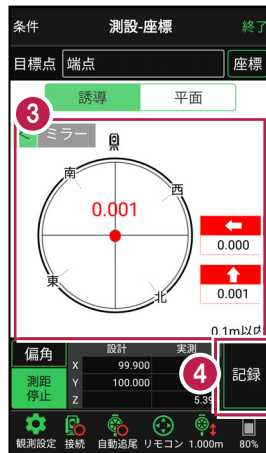 条件 測設-座標 終了
目標点 端点 座標
誘導 平面
3
< ミラー
南
西
0.001
東
北
0.000
0.001
0.1m以内
偏角 設計 実測
X 99.900
測距停止 Y 100.000
Z 5.39
4
記録
観測設定 接続 自動追尾 リモコン 1.000m 80%